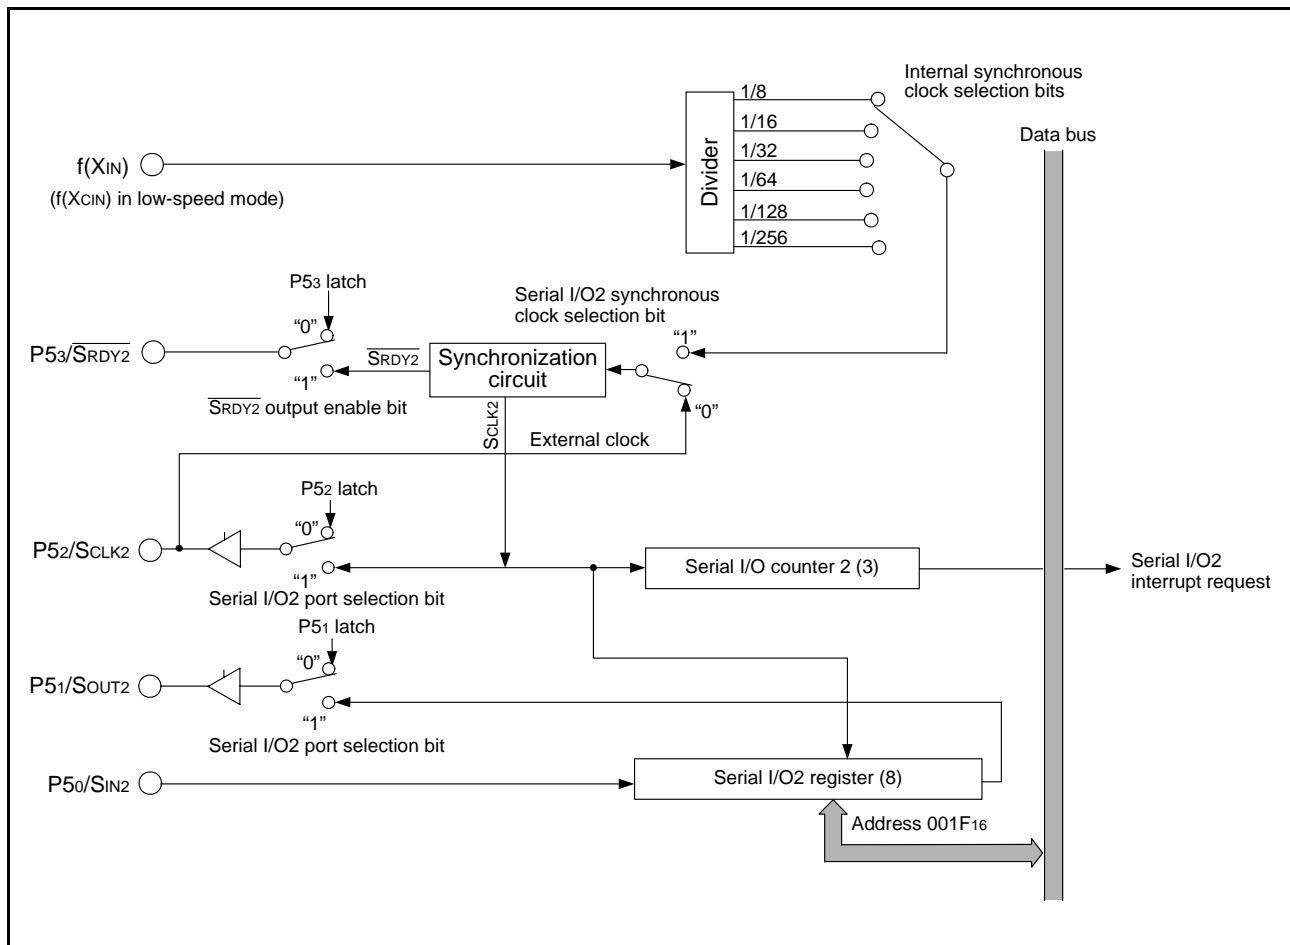 Internal synchronous
clock selection bits
1/8
1/16
1/32
1/64
1/128
1/256
Divider
Data bus
f(XIN)
(f(XCIN) in low-speed mode)
P53 latch
Serial I/O2 synchronous
clock selection bit
“0”
“1”
P53/SRDY2
SRDY2
Synchronization
circuit
“1”
SRDY2 output enable bit
“0”
SCLK2
External clock
P52 latch
“0”
P52/SCLK2
“1”
Serial I/O2 port selection bit
Serial I/O counter 2 (3)
Serial I/O2
interrupt request
P51 latch
“0”
P51/SOUT2
“1”
Serial I/O2 port selection bit
P50/SIN2
Serial I/O2 register (8)
Address 001F16